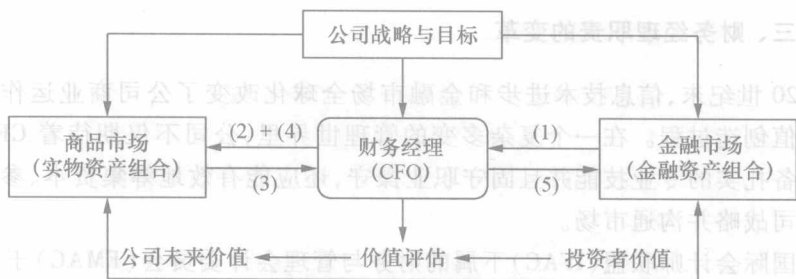 三、财务经理职责的变革
20世纪末、信息技术进步和金融市场全球化改变了公司商业运作
公司战略与目标
商品市场
(实物资产组合)
(2) + (4)
(3)
财务经理
(CFO)
(1)
(5)
金融市场
(金融资产组合)
公司未来价值
价值评估
投资者价值